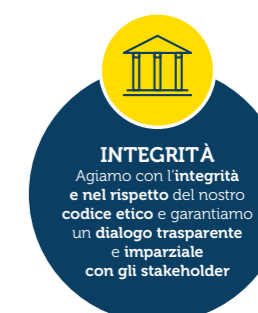 INTEGRITÀ
Agiamo con l'integrità
e nel rispetto del nostro
codice etico e garantiamo
un dialogo trasparente
e imparziale
con gli stakeholder